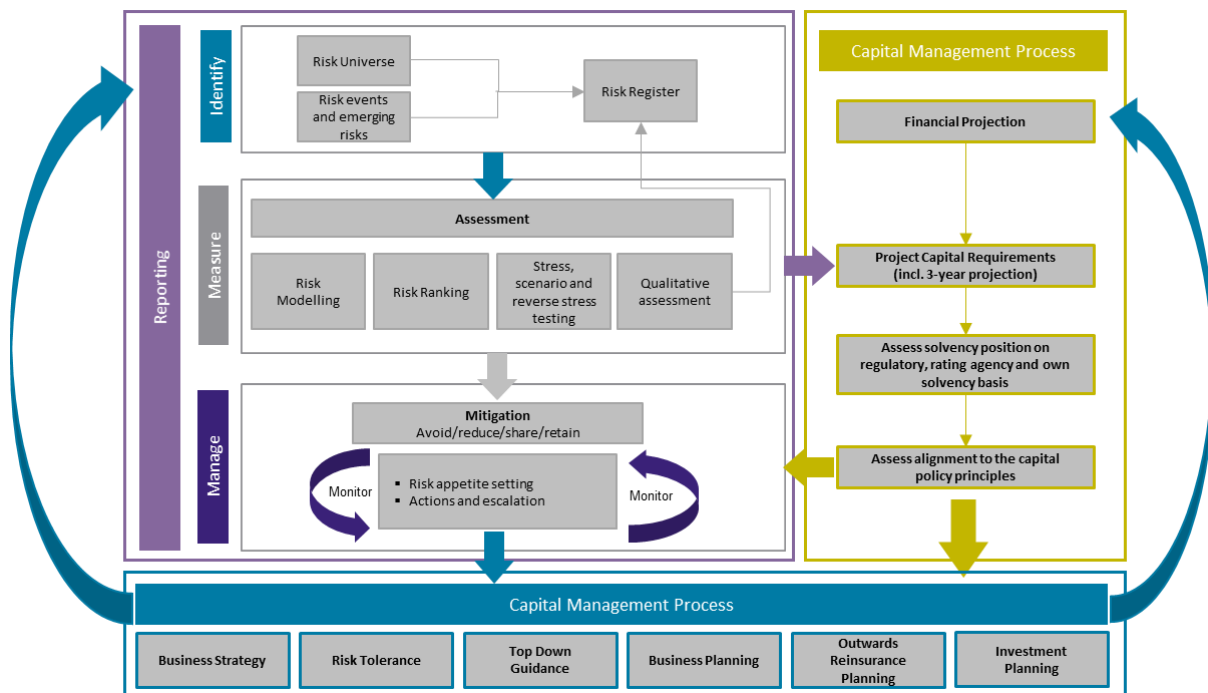 Reporting
Identify
Risk Universe
Risk events
and emerging
risks
Risk Register
Measure
Assessment
Risk
Modelling
Risk Ranking
Stress,
scenario and
reverse stress
testing
Qualitative
assessment
Manage
Mitigation
Avoid/reduce/share/retain
Monitor
▪ Risk appetite setting
▪ Actions and escalation
Monitor
Capital Management Process
Financial Projection
Project Capital Requirements
(incl. 3-year projection)
Assess solvency position on
regulatory, rating agency and own
solvency basis
Assess alignment to the capital
policy principles
Capital Management Process
Business Strategy
Risk Tolerance
Top Down
Guidance
Business Planning
Outwards
Reinsurance
Planning
Investment
Planning